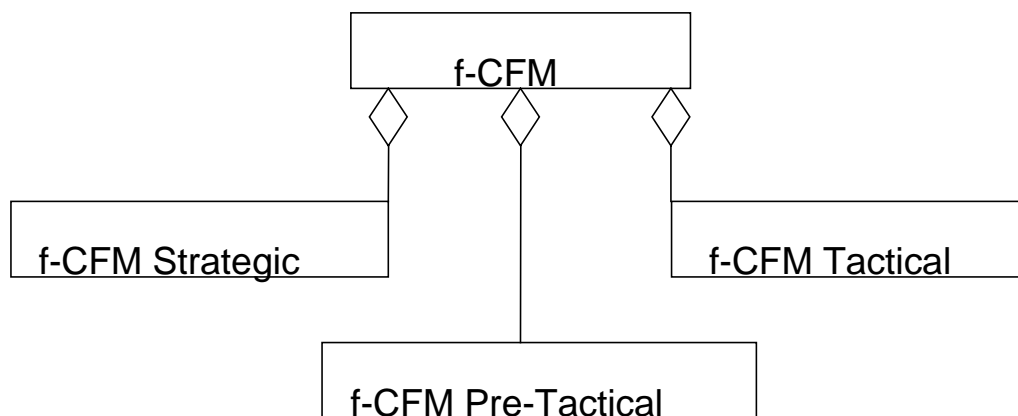 f-CFM
f-CFM Strategic
f-CFM Tactical
f-CFM Pre-Tactical